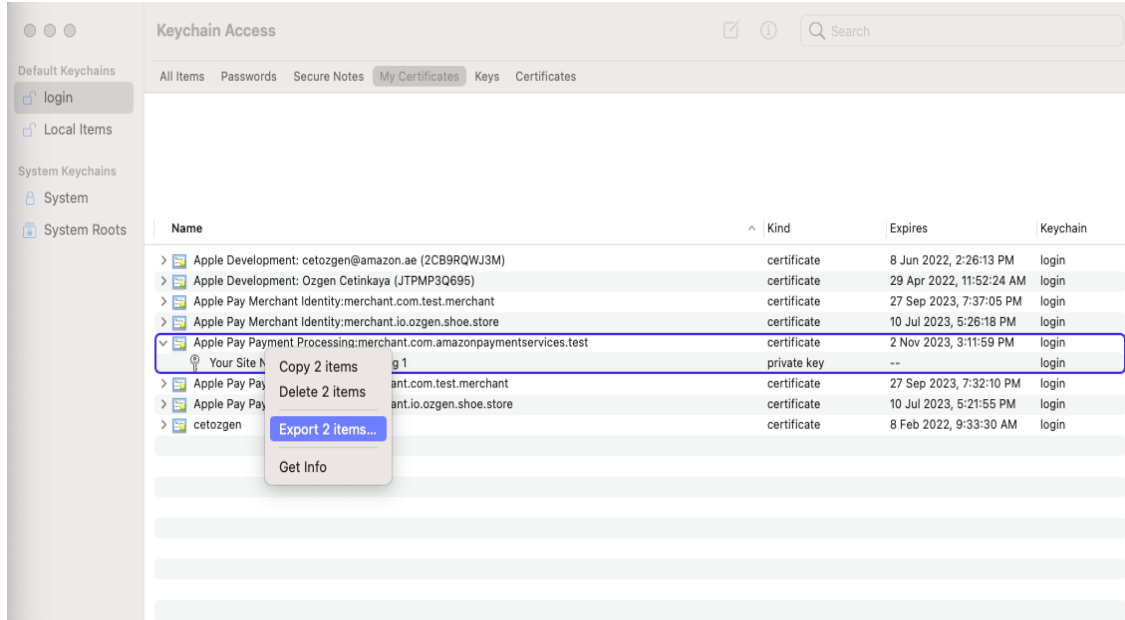 Keychain Access
Search
Default Keychains
login
Local Items
System Keychains
System
System Roots
All Items Passwords Secure Notes My Certificates Keys Certificates
Name Kind Expires Keychain
Apple Development: cetozgen@amazon.ae (2CB9RQWJ3M) certificate 8 Jun 2022, 2:26:13 PM login
Apple Development: Ozgen Cetinkaya (JTPMP3Q695) certificate 29 Apr 2022, 11:52:24 AM login
Apple Pay Merchant Identity:merchant.com.test.merchant certificate 27 Sep 2023, 7:37:05 PM login
Apple Pay Merchant Identity:merchant.io.ozgen.shoe.store certificate 10 Jul 2023, 5:26:18 PM login
Apple Pay Payment Processing:merchant.com.amazonpaymentservices.test certificate 2 Nov 2023, 3:11:59 PM login
Your Site N g 1 private key -- login
Apple Pay Pay ant.com.test.merchant certificate 27 Sep 2023, 7:32:10 PM login
Apple Pay Pay ant.io.ozgen.shoe.store certificate 10 Jul 2023, 5:21:55 PM login
cetozgen certificate 8 Feb 2022, 9:33:30 AM login
Copy 2 items
Delete 2 items
Export 2 items...
Get Info